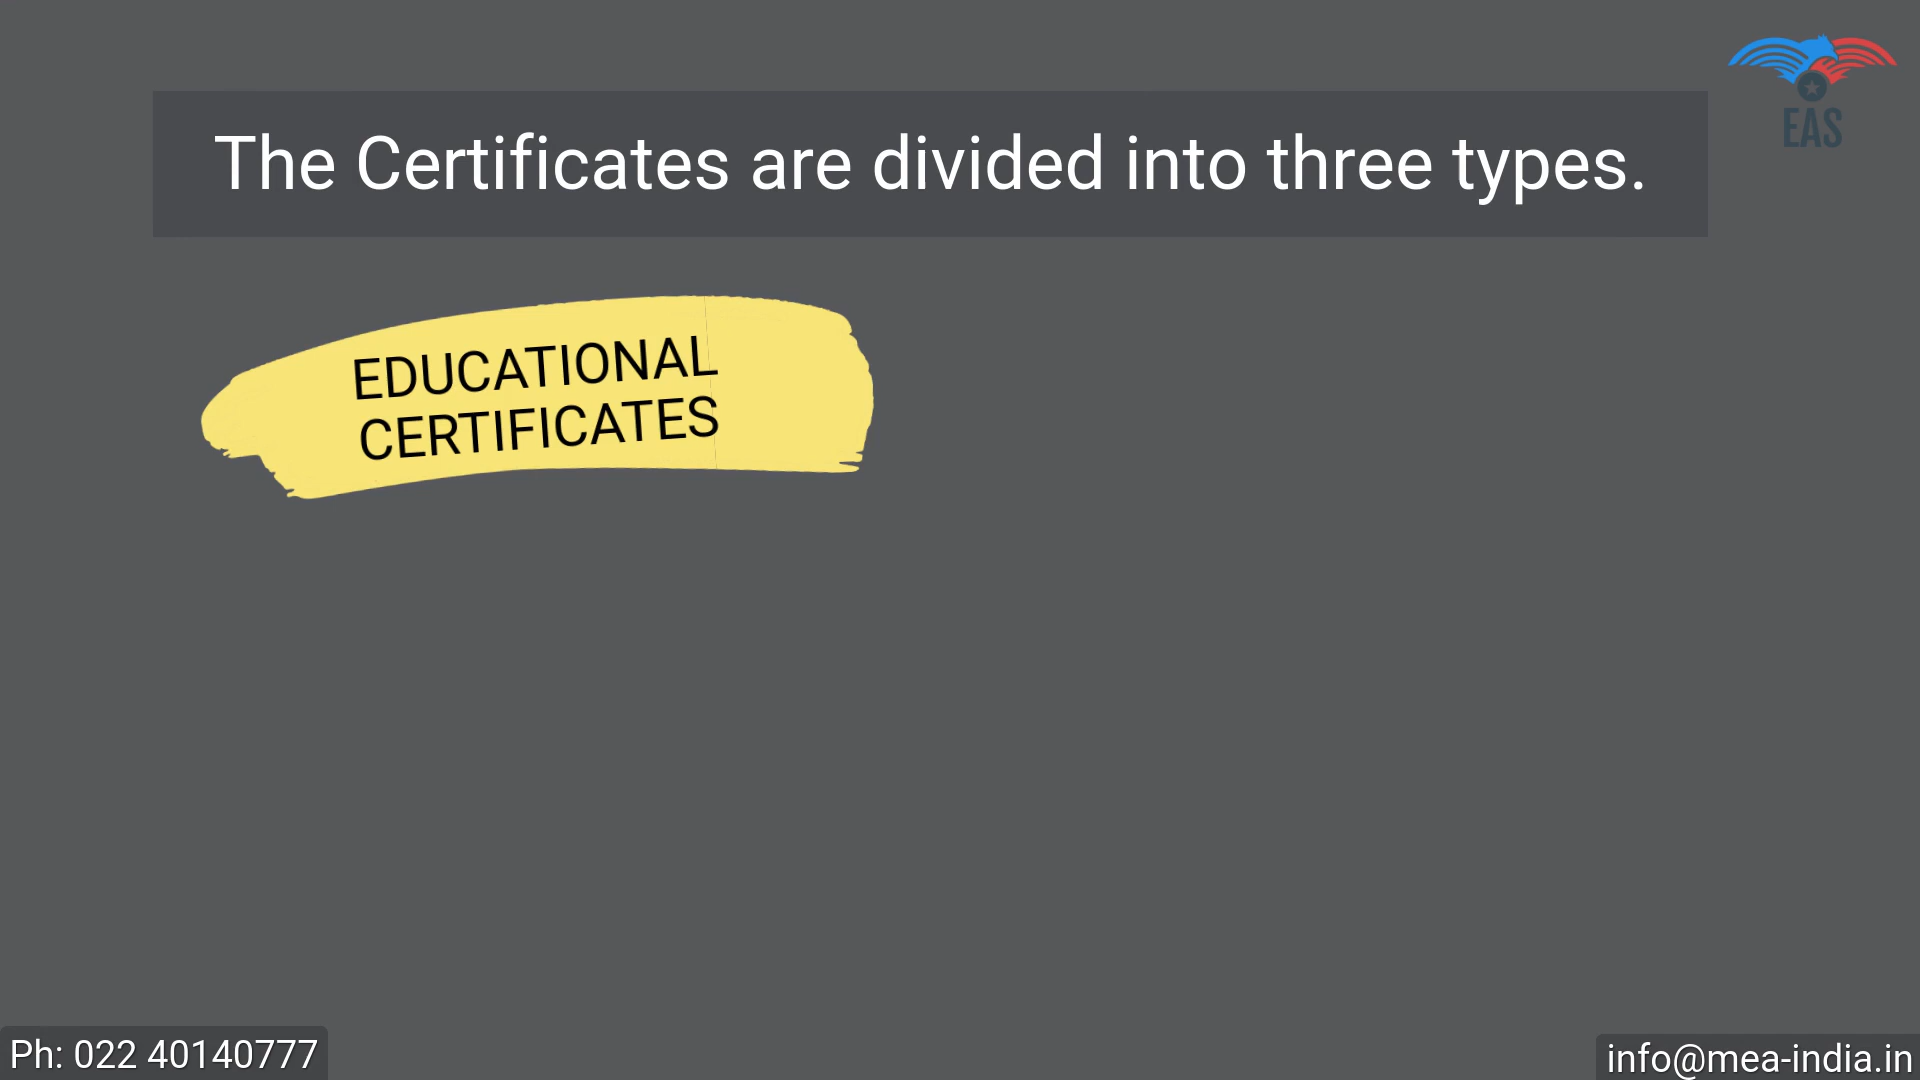 EAS
The Certificates are divided into three types.
EDUCATIONAL
CERTIFICATES
Ph: 022 40140777
info@mea-india.in